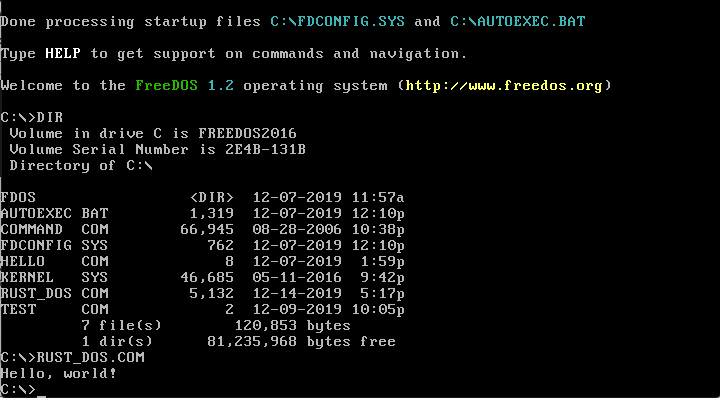 Done processing startup files C:\FDCONFIG.SYS and C:\AUTOEXEC.BAT
Type HELP to get support on commands and navigation.
Welcome to the FreeDOS 1.2 operating system (http://www.freedos.org)
C:\>DIR
 Volume in drive C is FREEDOS2016
 Volume Serial Number is 2E4B-131B
 Directory of C:\
FDOS                 <DIR>  12-07-2019 11:57a
AUTOEXEC BAT         1,319  12-07-2019 12:10p
COMMAND  COM        66,945  08-28-2006 10:38p
FDCONFIG SYS           762  12-07-2019 12:10p
HELLO    COM             8  12-07-2019  1:59p
KERNEL   SYS        46,685  05-11-2016  9:42p
RUST_DOS COM         5,132  12-14-2019  5:17p
TEST     COM             2  12-09-2019 10:05p
         7 file(s)        120,853 bytes
         1 dir(s)      81,235,968 bytes free
C:\>RUST_DOS.COM
Hello, world!
C:\>_